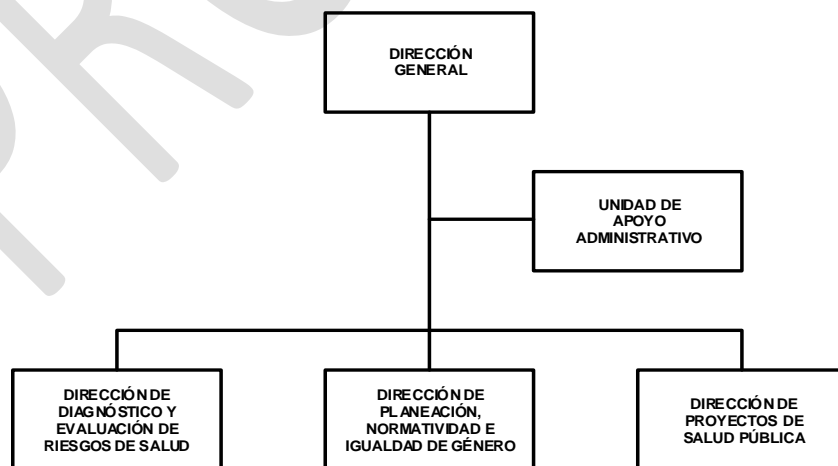 DIRECCIÓN
GENERAL
UNIDAD DE
APOYO
ADMINISTRATIVO
DIRECCIÓN DE
DIAGNÓSTICO Y
EVALUACIÓN DE
RIESGOS DE SALUD
DIRECCIÓN DE
PLANEACIÓN,
NORMATIVIDAD E
IGUALDAD DE GÉNERO
DIRECCIÓN DE
PROYECTOS DE
SALUD PÚBLICA